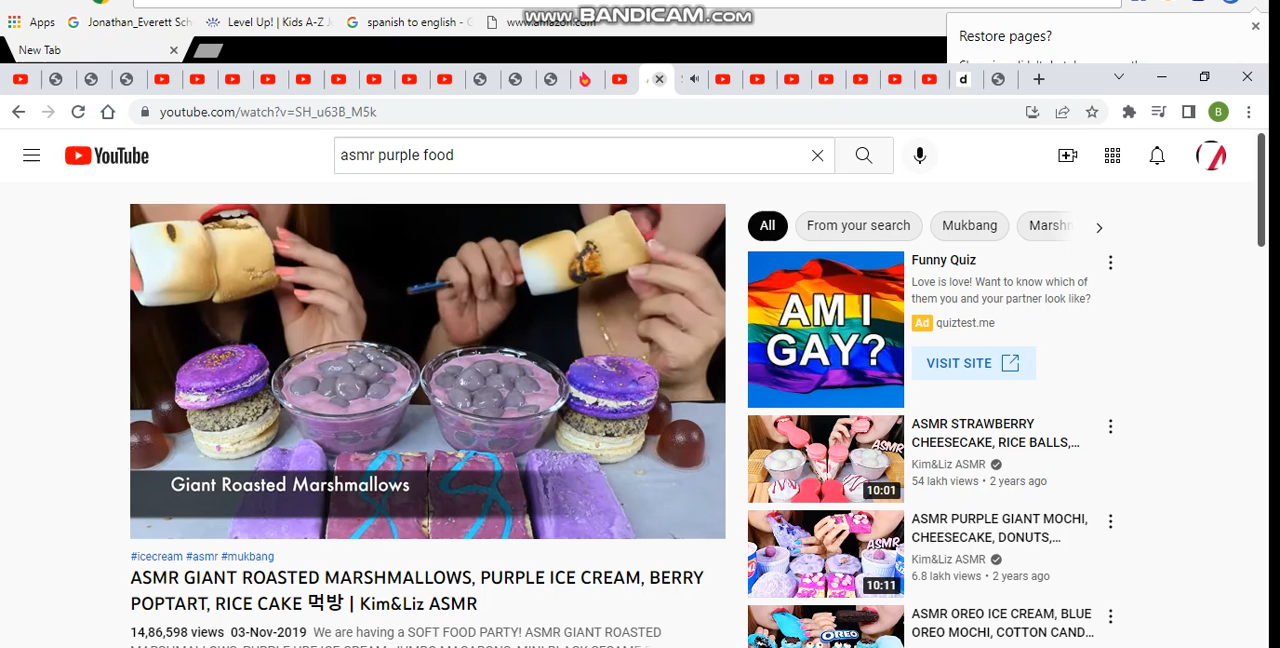 www.BANDICAM.com
Apps
Level Up! | Kids A-Z
spanish to english -
Restore pages?
New Tab
youtube.com/watch?v=SH_u63B_M5k
B
YouTube
asmr purple food
All
From your search
Mukbang
Giant Roasted Marshmallows
AM I
GAY?
Funny Quiz
Love is love! Want to know which of
them you and your partner look like?
Ad quiztest.me
VISIT SITE
ASMR
10:01
ASMR STRAWBERRY
CHEESECAKE, RICE BALLS,...
Kim&Liz ASMR
54 lakh views • 2 years ago
ASMR
10:11
ASMR PURPLE GIANT MOCHI,
CHEESECAKE, DONUTS,...
Kim&Liz ASMR
6.8 lakh views • 2 years ago
OREO
ASMR OREO ICE CREAM, BLUE
OREO MOCHI, COTTON CAND...
#icecream #asmr #mukbang
ASMR GIANT ROASTED MARSHMALLOWS, PURPLE ICE CREAM, BERRY
POPTART, RICE CAKE 먹방 | Kim&Liz ASMR
14,86,598 views 03-Nov-2019 We are having a SOFT FOOD PARTY! ASMR GIANT ROASTED